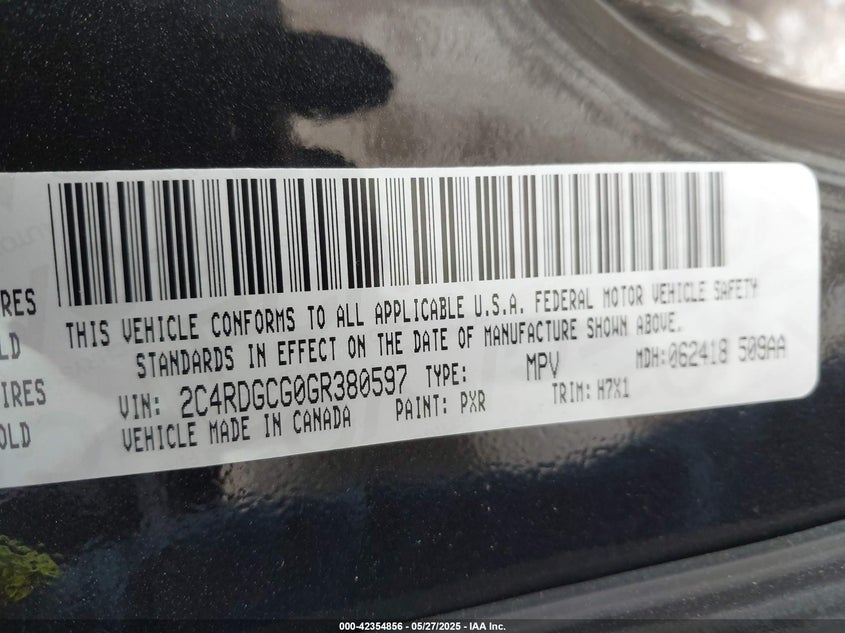 THIS VEHICLE CONFORMS TO ALL APPLICABLE U.S.A. FEDERAL MOTOR VEHICLE SAFETY
STANDARDS IN EFFECT ON THE DATE OF MANUFACTURE SHOWN ABOVE.
IRES
OLD
VIN: 2C4RDGCG0GR380597 TYPE: MPV MDH:062418 509AA
IRES
VEHICLE MADE IN CANADA PAINT: PXR TRIM: H7X1
OLD
000-42354856 - 05/27/2025 - IAA Inc.